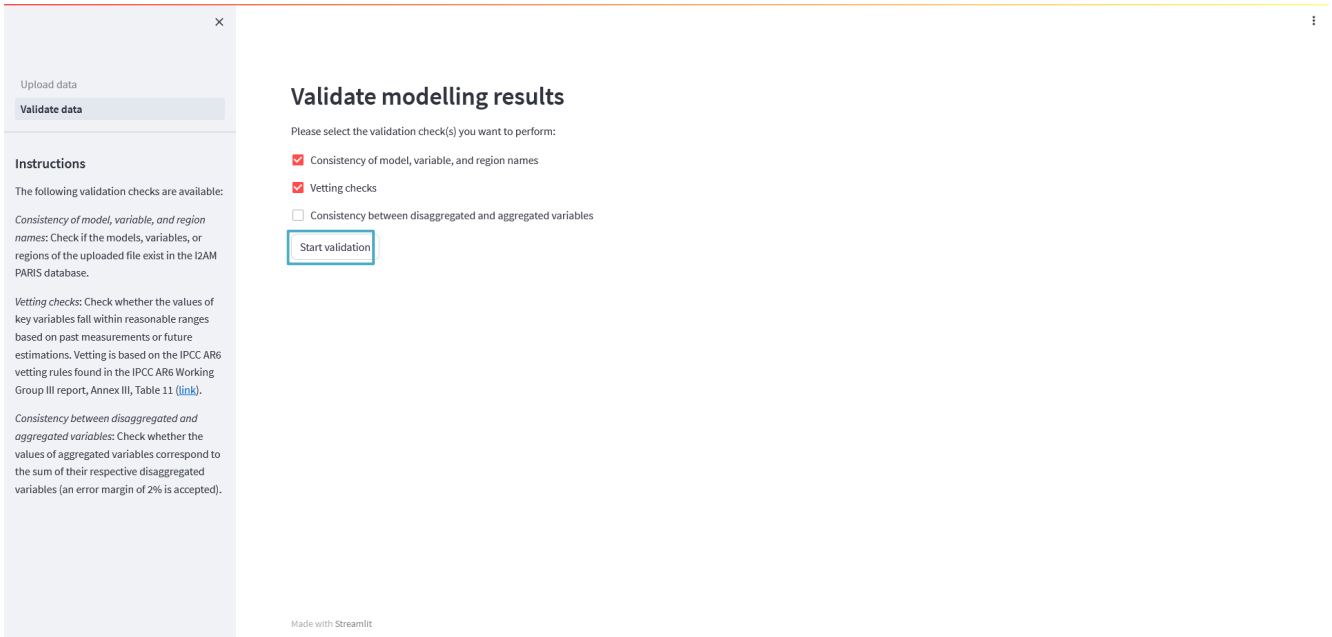 Upload data
Validate data
Instructions
The following validation checks are available:
Consistency of model, variable, and region
names: Check if the models, variables, or
regions of the uploaded file exist in the I2AM
PARIS database.
Vetting checks: Check whether the values of
key variables fall within reasonable ranges
based on past measurements or future
estimations. Vetting is based on the IPCC AR6
vetting rules found in the IPCC AR6 Working
Group III report, Annex III, Table 11 (link).
Consistency between disaggregated and
aggregated variables: Check whether the
values of aggregated variables correspond to
the sum of their respective disaggregated
variables (an error margin of 2% is accepted).
Validate modelling results
Please select the validation check(s) you want to perform:
Consistency of model, variable, and region names
Vetting checks
Consistency between disaggregated and aggregated variables
Start validation
Made with Streamlit